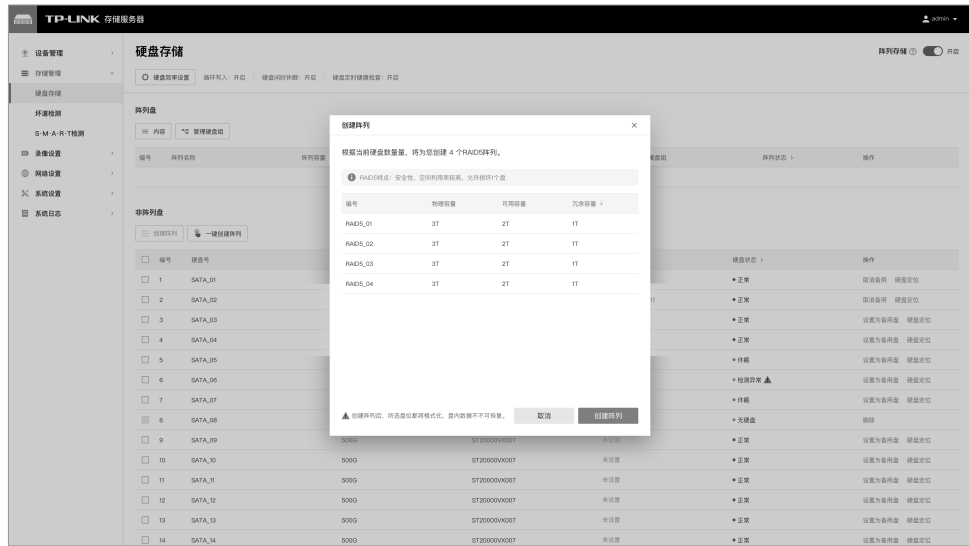 TP-LINK 存储服务器
admin
设备管理
存储管理
硬盘存储
坏道检测
S·M·A·R·T检测
录像设置
网络设置
系统设置
系统日志
硬盘存储
阵列存储 开启
硬盘效率设置 循环写入：开启 硬盘闲时休眠：开启 硬盘定时健康检查：开启
阵列盘
内容 管理硬盘组
编号 阵列名称 阵列容量 盘组 阵列状态 操作
非阵列盘
创建阵列 一键创建阵列
编号 硬盘号 硬盘状态 操作
1 SATA_01 正常 取消备用 硬盘定位
2 SATA_02 正常 取消备用 硬盘定位
3 SATA_03 正常 设置为备用盘 硬盘定位
4 SATA_04 正常 设置为备用盘 硬盘定位
5 SATA_05 休眠 设置为备用盘 硬盘定位
6 SATA_06 检测异常 设置为备用盘 硬盘定位
7 SATA_07 休眠 设置为备用盘 硬盘定位
8 SATA_08 无硬盘 删除
9 SATA_09 500G ST20000VX007 未设置 正常 设置为备用盘 硬盘定位
10 SATA_10 500G ST20000VX007 未设置 正常 设置为备用盘 硬盘定位
11 SATA_11 500G ST20000VX007 未设置 正常 设置为备用盘 硬盘定位
12 SATA_12 500G ST20000VX007 未设置 正常 设置为备用盘 硬盘定位
13 SATA_13 500G ST20000VX007 未设置 正常 设置为备用盘 硬盘定位
14 SATA_14 500G ST20000VX007 未设置 正常 设置为备用盘 硬盘定位
创建阵列
根据当前硬盘数量量，将为您创建 4 个RAID5阵列。
RAID5特点：安全性、空间利用率较高，允许损坏1个盘
编号 物理容量 可用容量 冗余容量
RAID5_01 3T 2T 1T
RAID5_02 3T 2T 1T
RAID5_03 3T 2T 1T
RAID5_04 3T 2T 1T
创建阵列后，所选盘位都将格式化，盘内数据不不可恢复。
取消 创建阵列